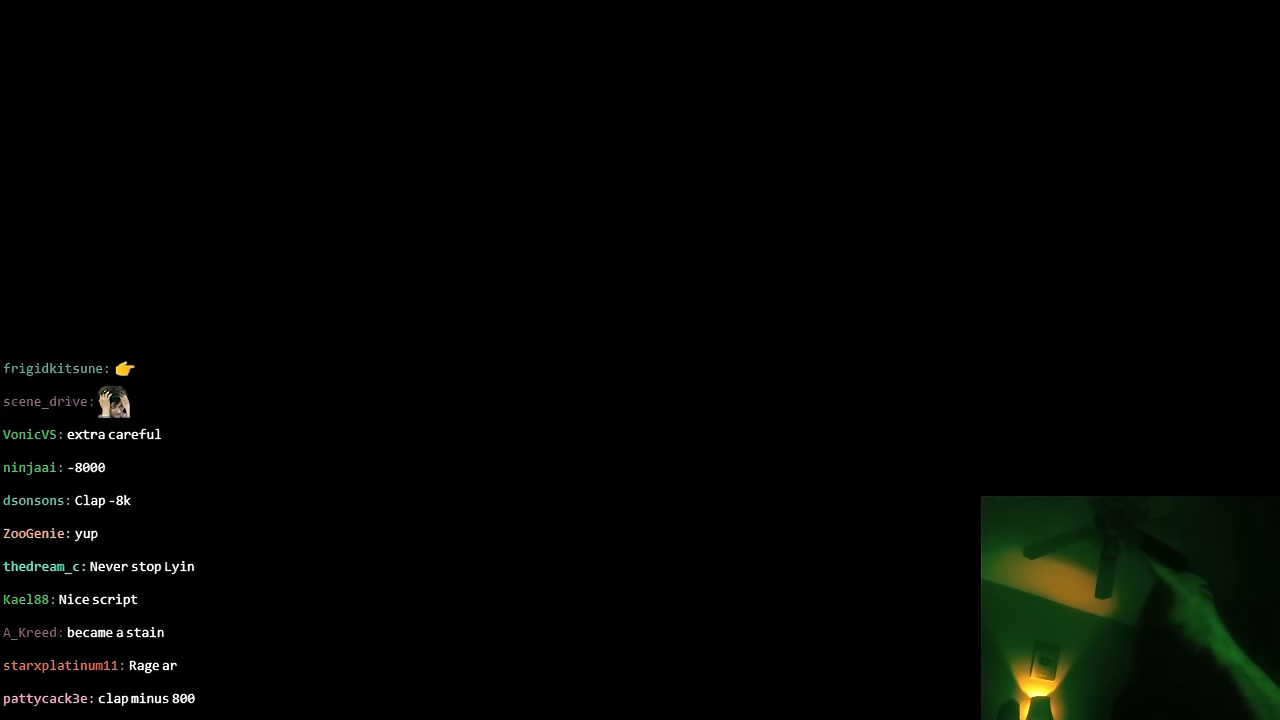 frigidkitsune: 👉
scene_drive:
VonicVS: extra careful
ninjaai: -8000
dsonsons: Clap -8k
ZooGenie: yup
thedream_c: Never stop Lyin
Kael88: Nice script
A_Kreed: became a stain
starxplatinum11: Rage ar
pattycack3e: clap minus 800